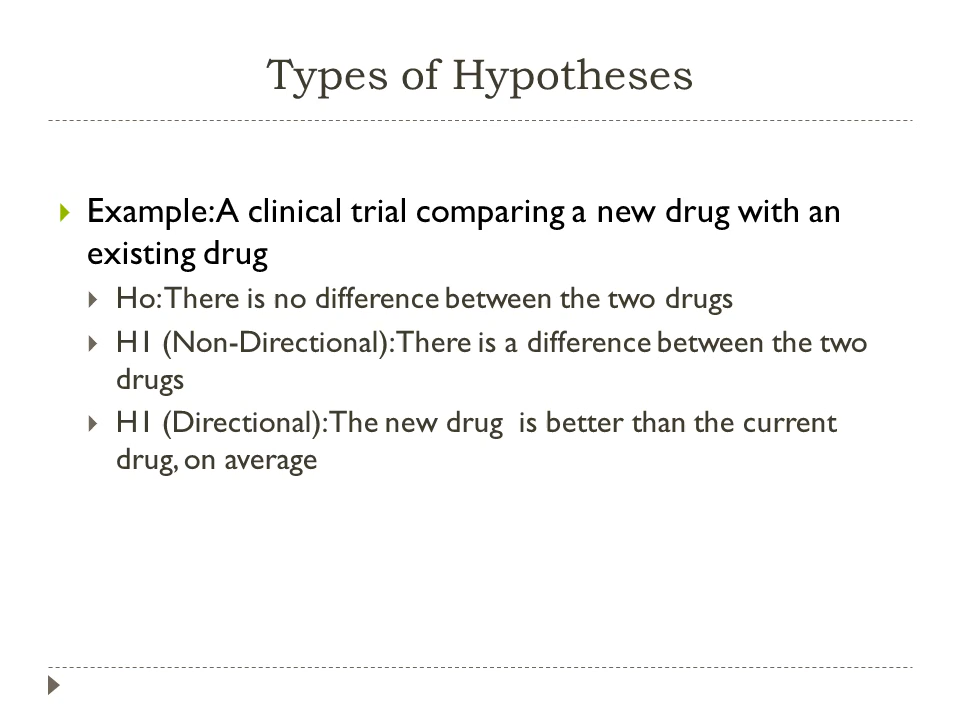 Types of Hypotheses
Example: A clinical trial comparing a new drug with an
existing drug
Ho: There is no difference between the two drugs
H1 (Non-Directional): There is a difference between the two
drugs
H1 (Directional): The new drug  is better than the current
drug, on average